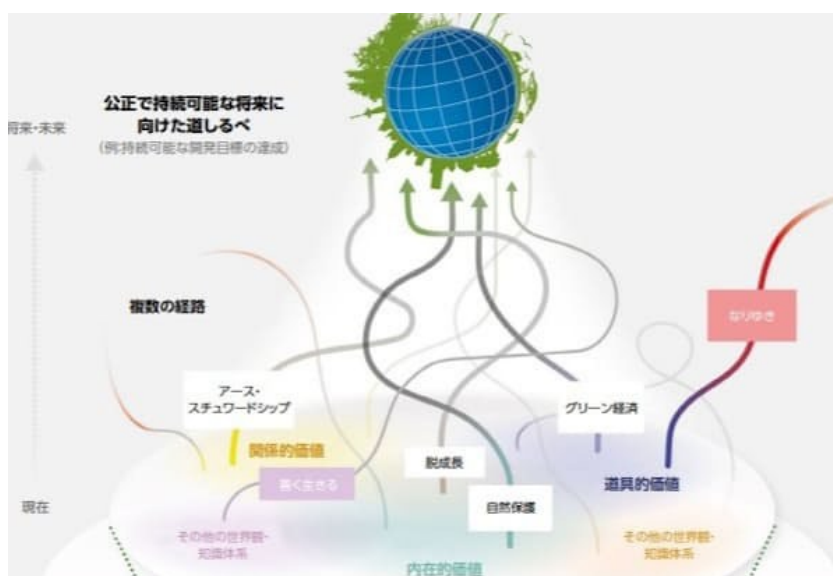 公正で持続可能な将来に
向けた道しるべ
(例:持続可能な開発目標の達成)
将来・未来
複数の経路
なりゆき
アース・
スチュワードシップ
グリーン経済
関係的価値
脱成長
道具的価値
善く生きる
自然保護
現在
その他の世界観・
知識体系
その他の世界観・
知識体系
内在的価値